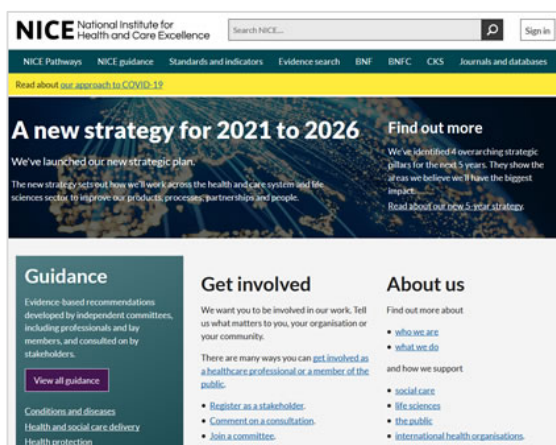 NICE National Institute for
Health and Care Excellence
Search NICE...
Sign in
NICE Pathways NICE guidance Standards and indicators Evidence search BNF BNFC CKS Journals and databases
Read about our approach to COVID-19
A new strategy for 2021 to 2026
We've launched our new strategic plan.
The new strategy sets out how we'll work across the health and care system and life
sciences sector to improve our products, processes, partnerships and people.
Find out more
We've identified 4 overarching strategic
pillars for the next 5 years. They show the
areas we believe we'll have the biggest
impact.
Read about our new 5-year strategy.
Guidance
Evidence-based recommendations
developed by independent committees,
including professionals and lay
members, and consulted on by
stakeholders.
View all guidance
Conditions and diseases
Health and social care delivery
Health protection
Get involved
We want you to be involved in our work. Tell
us what matters to you, your organisation or
your community.
There are many ways you can get involved as
a healthcare professional or a member of the
public.
• Register as a stakeholder.
• Comment on a consultation.
• Join a committee.
About us
Find out more about
• who we are
• what we do
and how we support
• social care
• life sciences
• the public
• international health organisations.